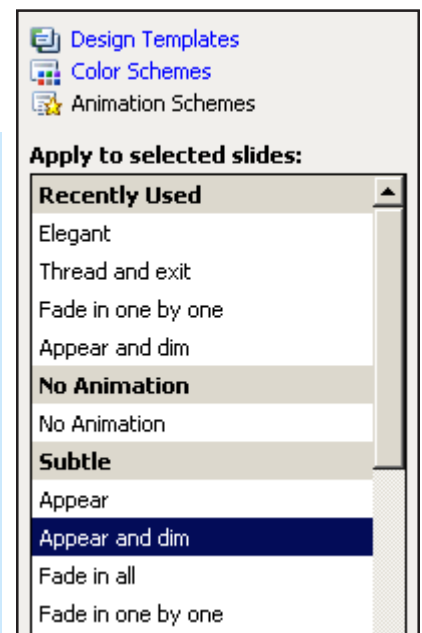 Design Templates
Color Schemes
Animation Schemes
Apply to selected slides:
Recently Used
Elegant
Thread and exit
Fade in one by one
Appear and dim
No Animation
No Animation
Subtle
Appear
Appear and dim
Fade in all
Fade in one by one